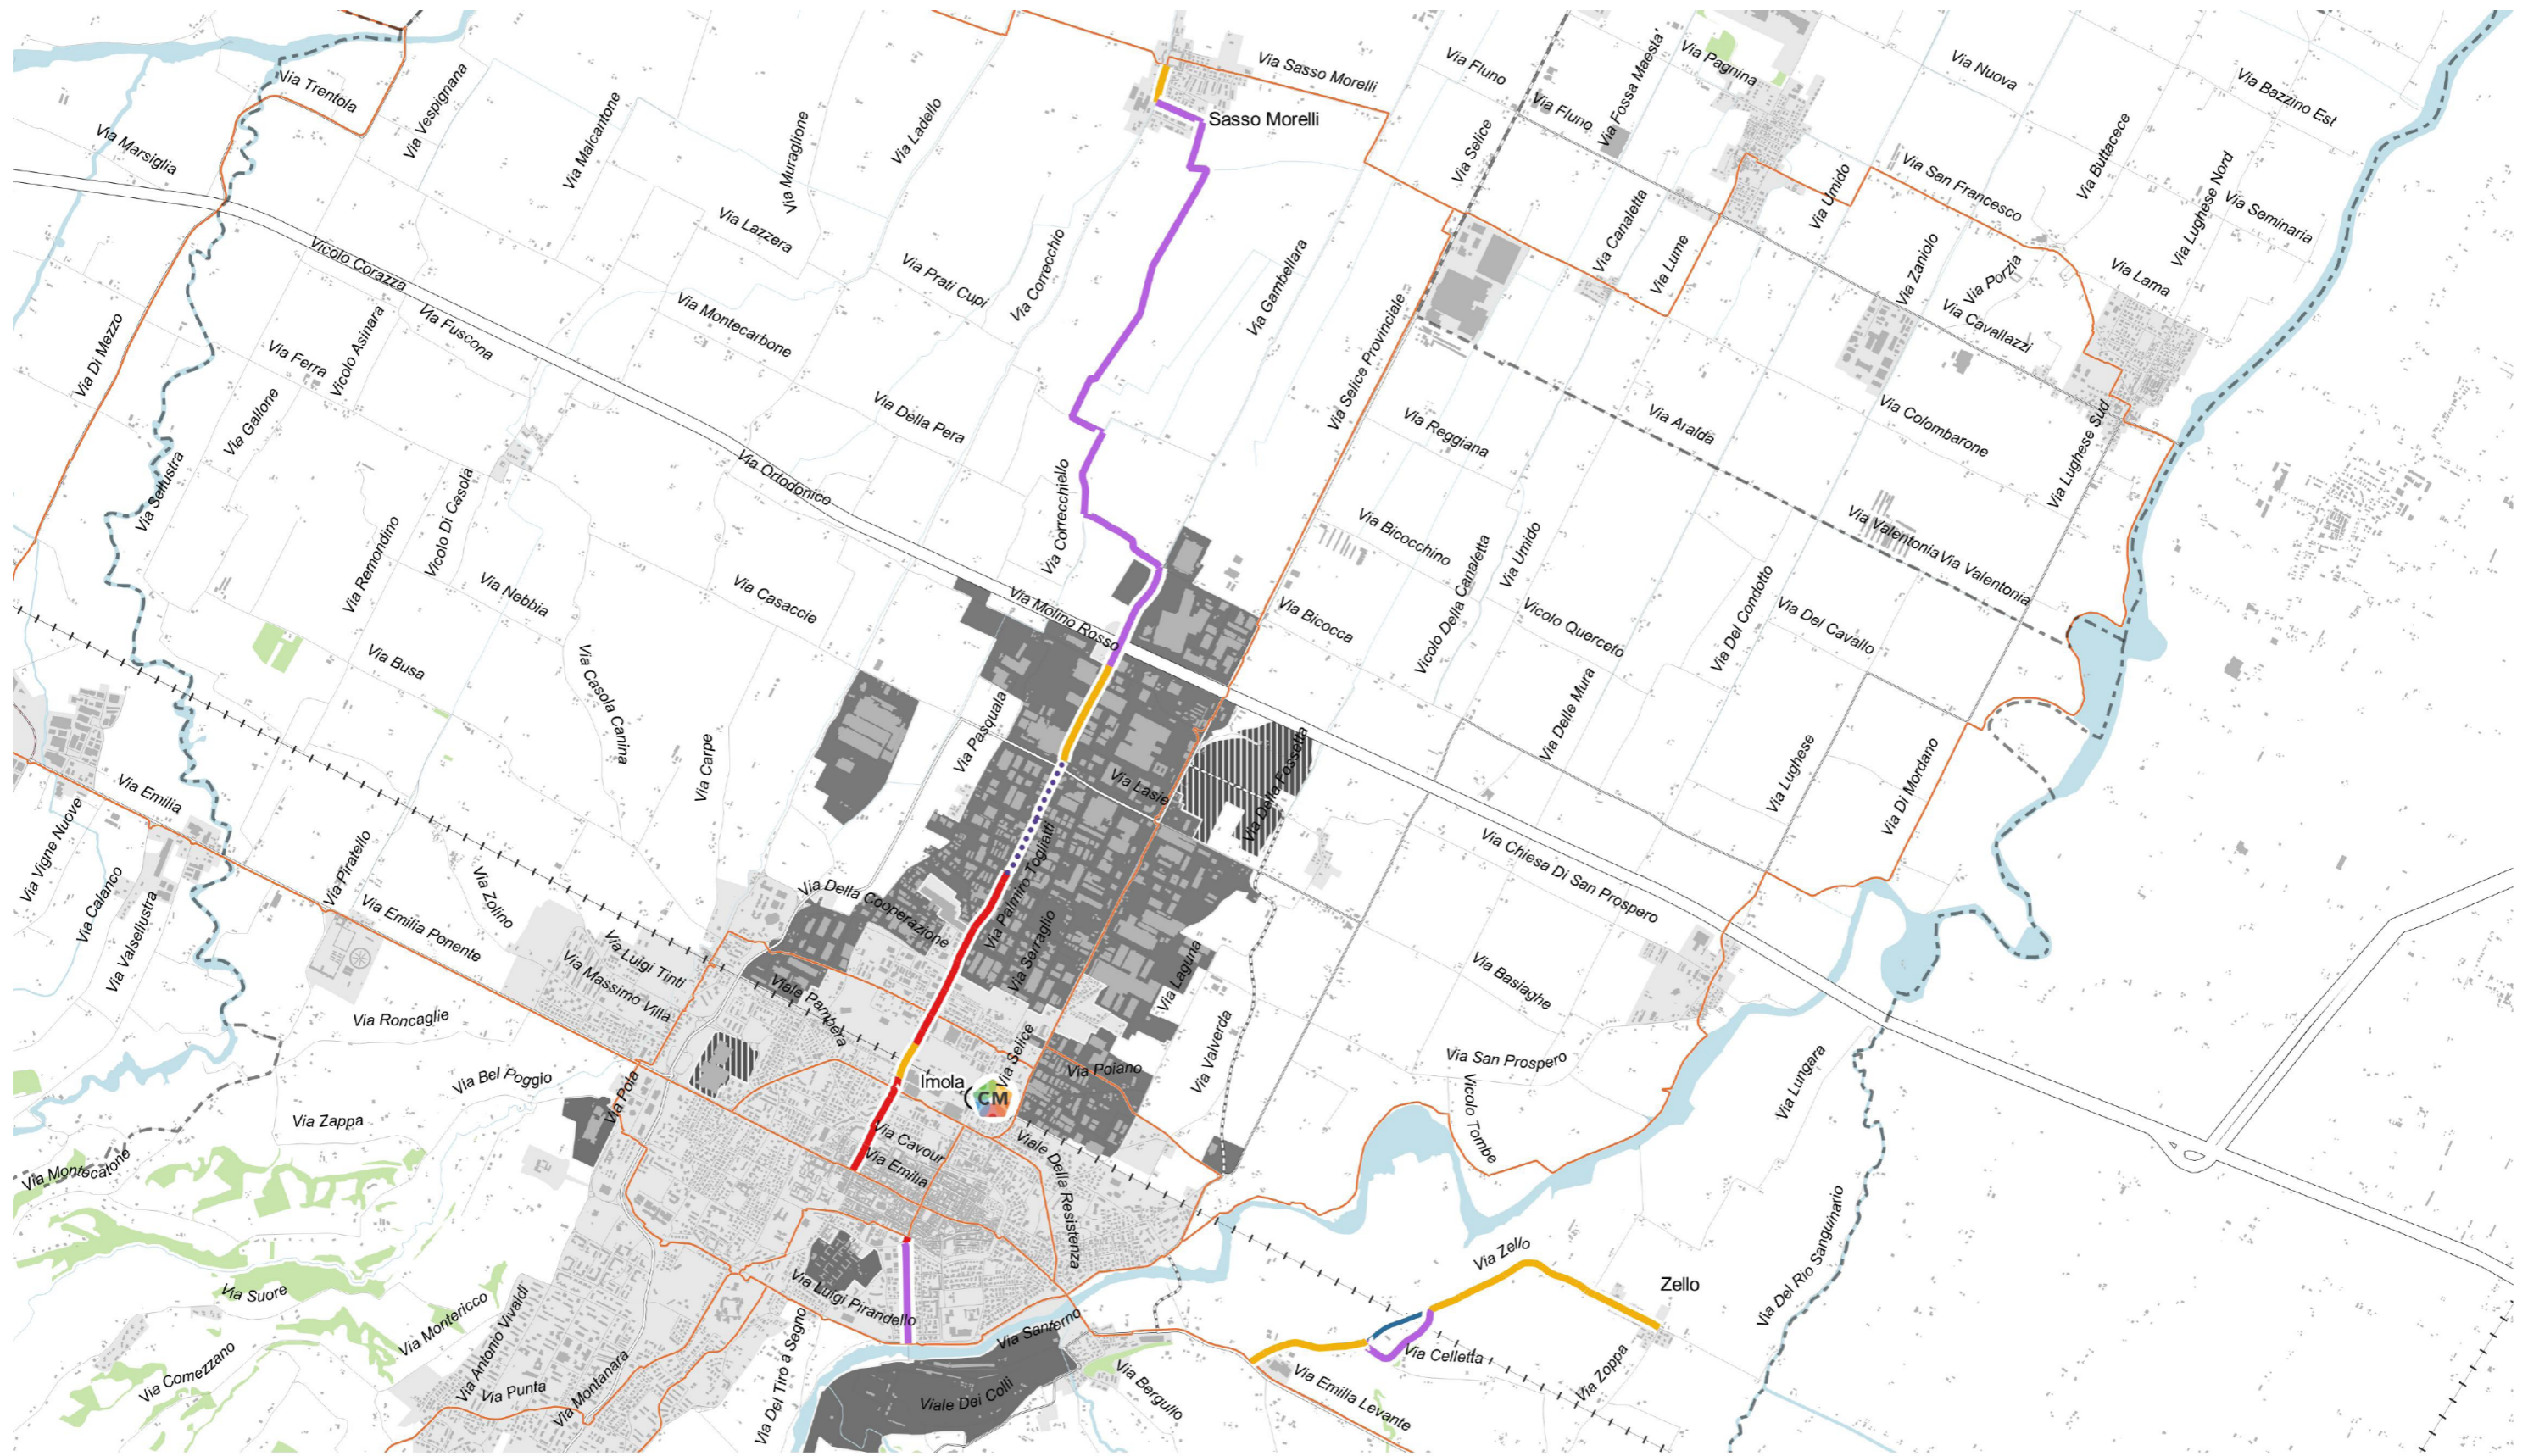 Via Trentola
Via Vespignana
Via Marsiglia
Via Malcantone
Via Muraglione
Via Ladello
Via Sasso Morelli
Sasso Morelli
Via Fluno
Via Fluno
Via Fossa Maesta'
Via Pagnina
Via Nuova
Via Bazzino Est
Via Selice
Via Buttacece
Via San Francesco
Via Umido
Via Lughese Nord
Via Seminaria
Via Canaletta
Via Lume
Via Zaniolo
Via Porzia
Via Lama
Via Cavallazzi
Vicolo Corazza
Via Lazzera
Via Prati Cupi
Via Correcchio
Via Gambellara
Via Di Mezzo
Via Ferra
Vicolo Asinara
Via Fuscona
Via Montecarbone
Via Selice Provinciale
Via Gallone
Via Della Pera
Via Reggiana
Via Aralda
Via Colombarone
Via Lughese Sud
Via Sellustra
Via Ortodonico
Via Correcchiello
Via Remondino
Vicolo Di Casola
Via Nebbia
Via Casaccie
Via Molino Rosso
Via Bicocchino
Vicolo Della Canaletta
Via Umido
Via Valentonia
Via Valentonia
Via Bicocca
Vicolo Querceto
Via Del Condotto
Via Del Cavallo
Via Busa
Via Casola Canina
Via Carpe
Via Pasquala
Via Lasie
Via Della Fossetta
Via Delle Mura
Via Lughese
Via Di Mordano
Via Emilia
Via Vigne Nuove
Via Calanco
Via Valsellustra
Via Piratello
Via Zolino
Via Emilia Ponente
Via Della Cooperazione
Via Palmiro Togliatti
Via Serraglio
Via Laguna
Via Chiesa Di San Prospero
Via Luigi Tinti
Via Massimo Villa
Viale Pambera
Via Basiaghe
Via Roncaglie
Via Selice
Via Poiano
Via Valverda
Via San Prospero
Via Bel Poggio
Via Pola
Imola
CM
Vicolo Tombe
Via Lungara
Via Zappa
Via Cavour
Via Emilia
Viale Della Resistenza
Via Montecatone
Via Zello
Zello
Via Del Rio Sanguinario
Via Suore
Via Montericco
Via Antonio Vivaldi
Via Luigi Pirandello
Via Santerno
Via Celletta
Via Comezzano
Via Punta
Via Montanara
Via Del Tiro a Segno
Viale Dei Colli
Via Bergullo
Via Emilia Levante
Via Zoppa